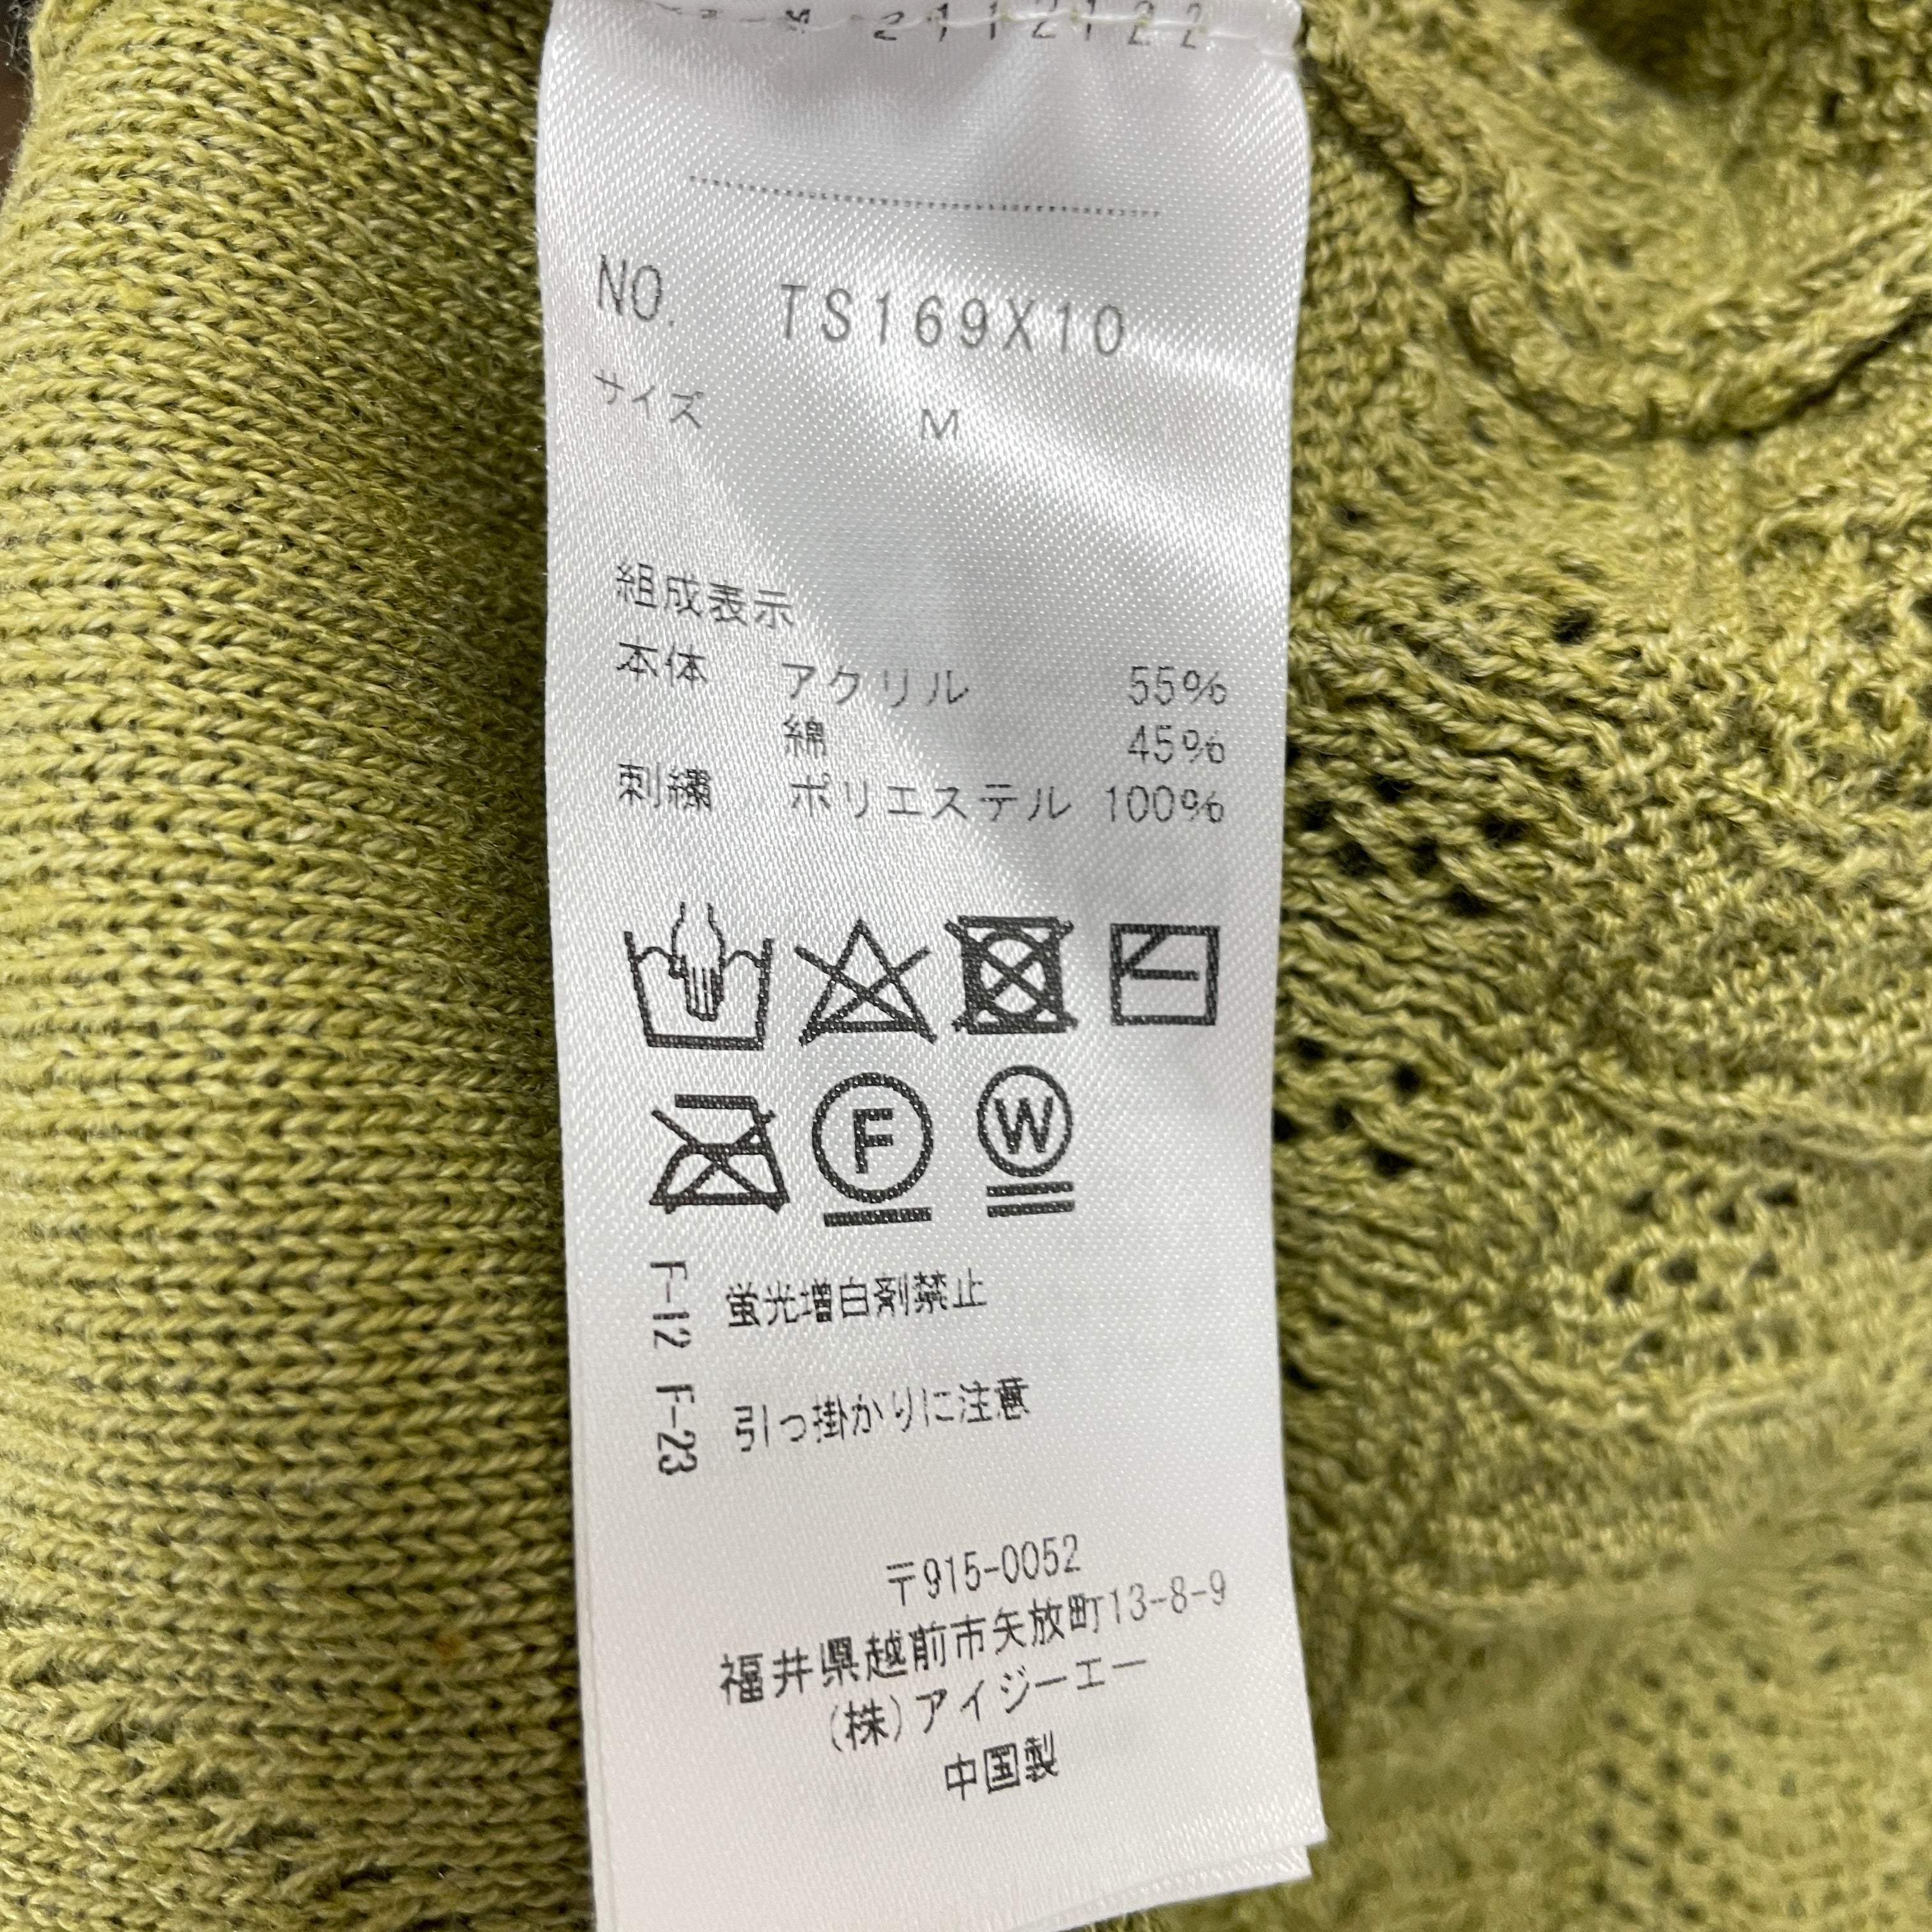 NO. TS169X10
サイズ M
組成表示
本体 アクリル 55%
綿 45%
刺繍 ポリエステル 100%
F
W
F-12 蛍光増白剤禁止
F-23 引っ掛かりに注意
〒915-0052
福井県越前市矢放町13-8-9
(株)アイジーエー
中国製